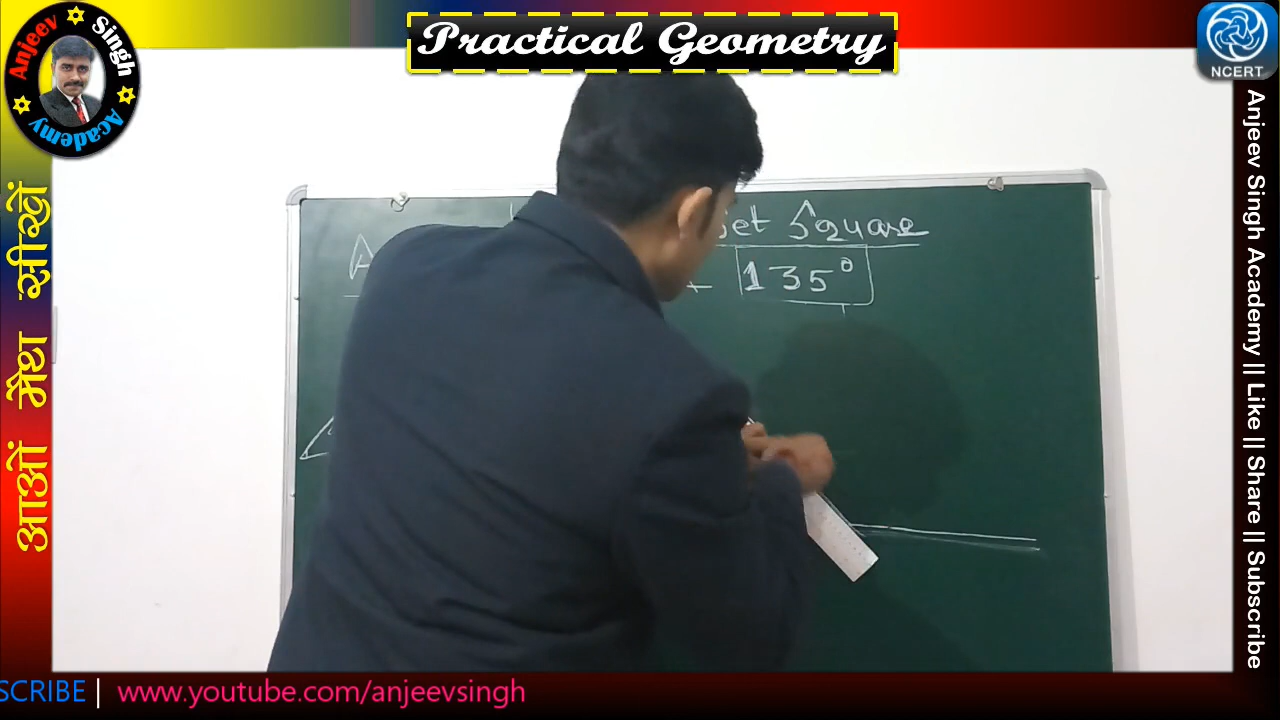 Practical Geometry
Anjeev Singh Academy
NCERT
Set Square
135°
आओं मैथ सीखें
Anjeev Singh Academy || Like || Share || Subscribe
SCRIBE | www.youtube.com/anjeevsingh